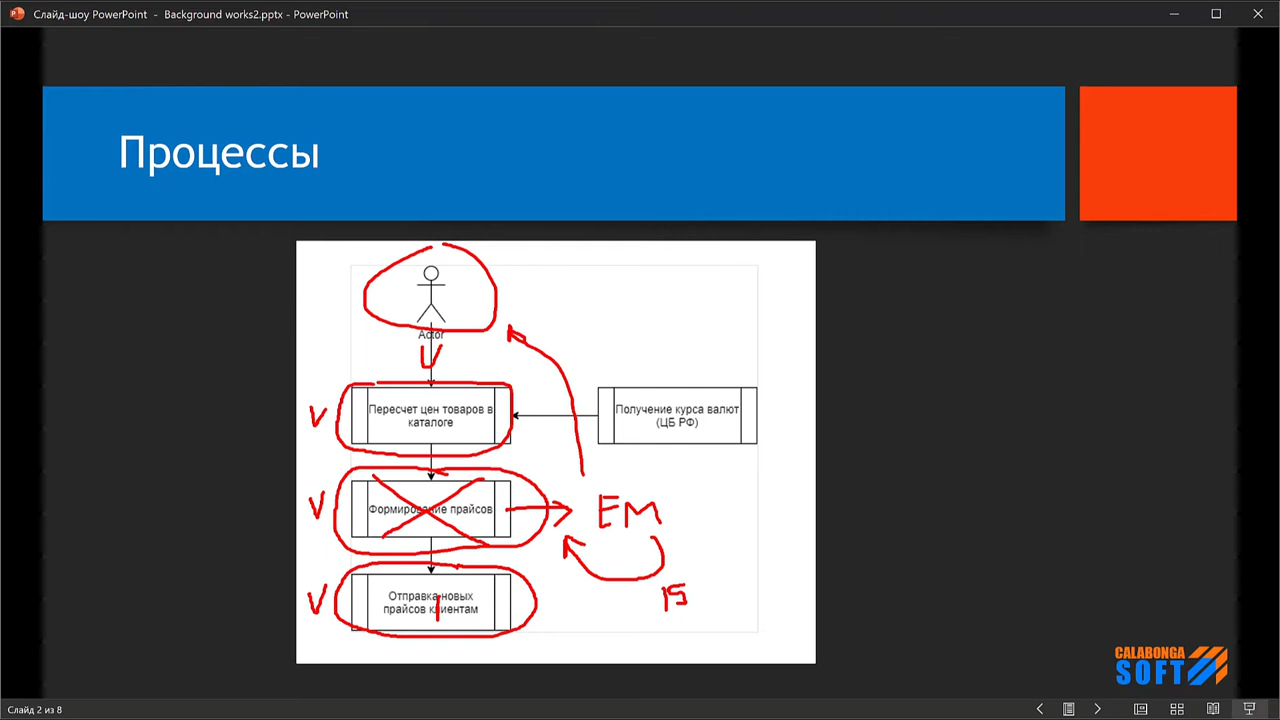 Слайд-шоу PowerPoint - Background works2.pptx - PowerPoint
Процессы
Actor
V
V
Пересчет цен товаров в
каталоге
Получение курса валют
(ЦБ РФ)
V
Формирование прайсов
EM
V
Отправка новых
прайсов клиентам
15
CALABONGA
SOFT
Слайд 2 из 8